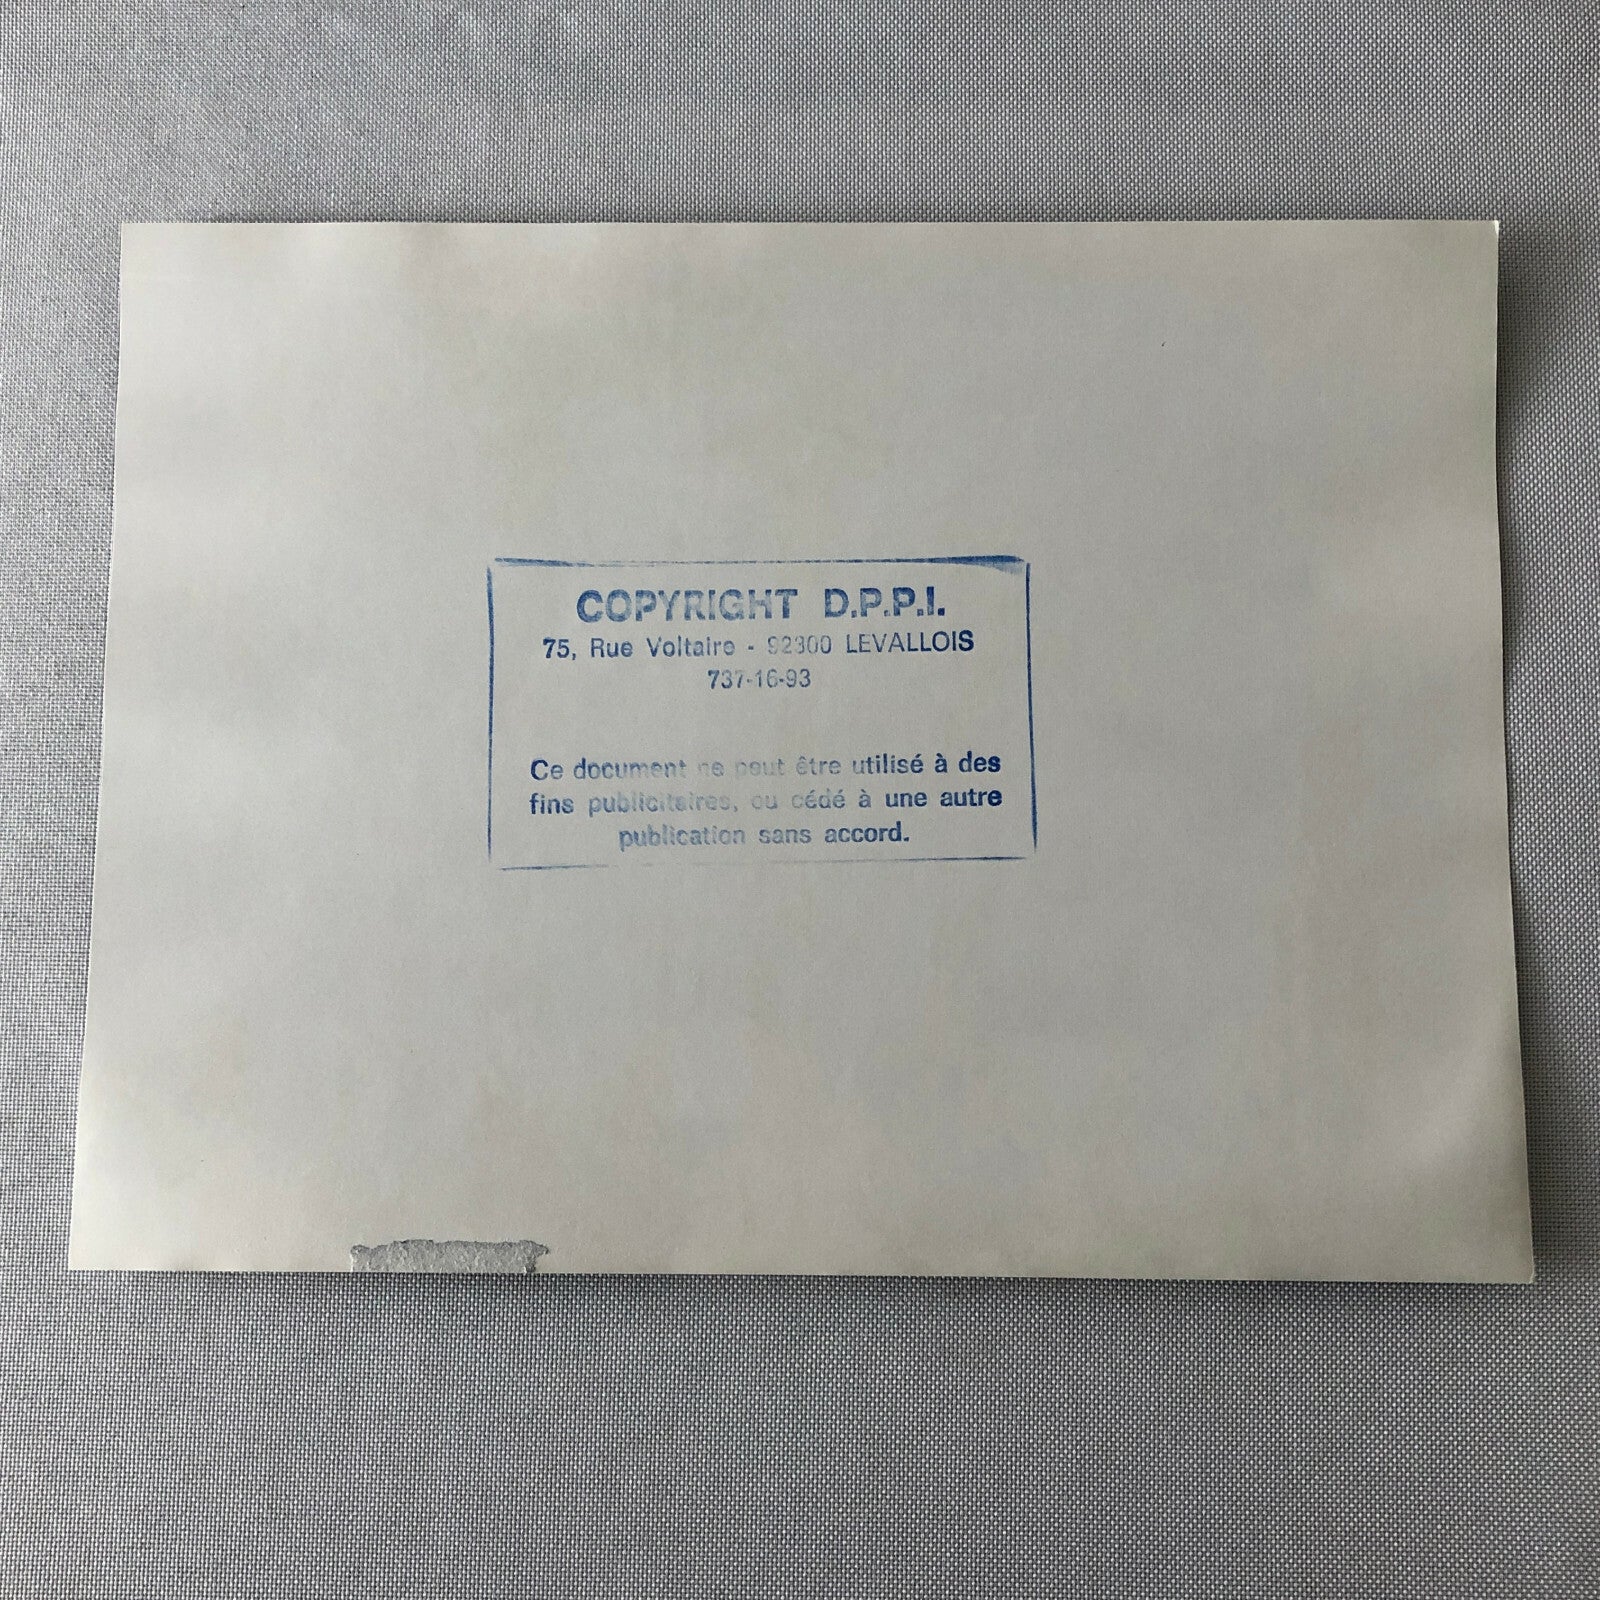 COPYRIGHT D.P.P.I.
75, Rue Voltaire - 92300 LEVALLOIS
737-16-93
Ce document ne peut être utilisé à des
fins publicitaires, ou cédé à une autre
publication sans accord.